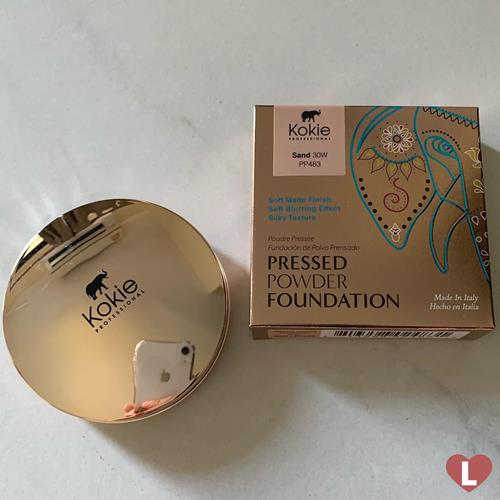 Kokie
PROFESSIONAL
Kokie
PROFESSIONAL
Sand 30W
PP483
Soft Matte Finish
Soft Blurring Effect
Silky Texture
Poudre Pressée
Fundación de Polvo Prensado
PRESSED
POWDER
FOUNDATION
Made In Italy
Hecho en Italia
L